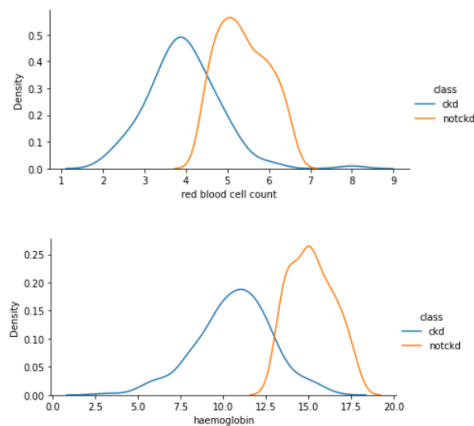 0.5
0.4
0.3
0.2
0.1
0.0
Density
1 2 3 4 5 6 7 8 9
red blood cell count
class
ckd
notckd
0.25
0.20
0.15
0.10
0.05
0.00
Density
0.0 2.5 5.0 7.5 10.0 12.5 15.0 17.5 20.0
haemoglobin
class
ckd
notckd